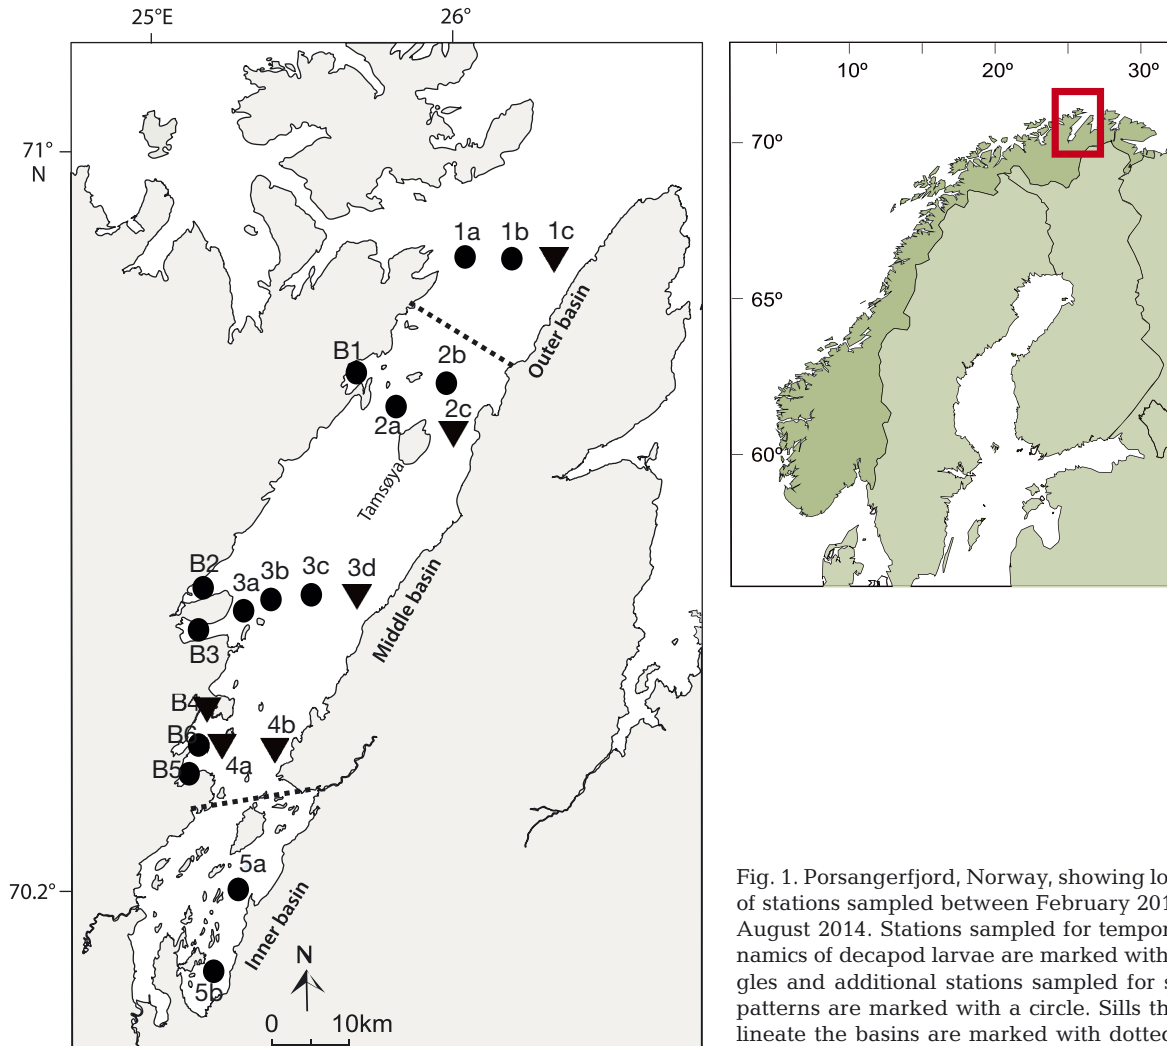 25°E 26°
71°
N
1a 1b 1c
Outer basin
B1
2b
2a 2c
Tamsøya
B2
3a 3b 3c 3d
B3
Middle basin
B4
B6
4a 4b
B5
70.2°
5a
Inner basin
5b
N
0 10km
10º 20º 30º
70º
65º
60º
Fig. 1. Porsangerfjord, Norway, showing lo
of stations sampled between February 201
August 2014. Stations sampled for tempor
namics of decapod larvae are marked with
gles and additional stations sampled for s
patterns are marked with a circle. Sills th
lineate the basins are marked with dotted